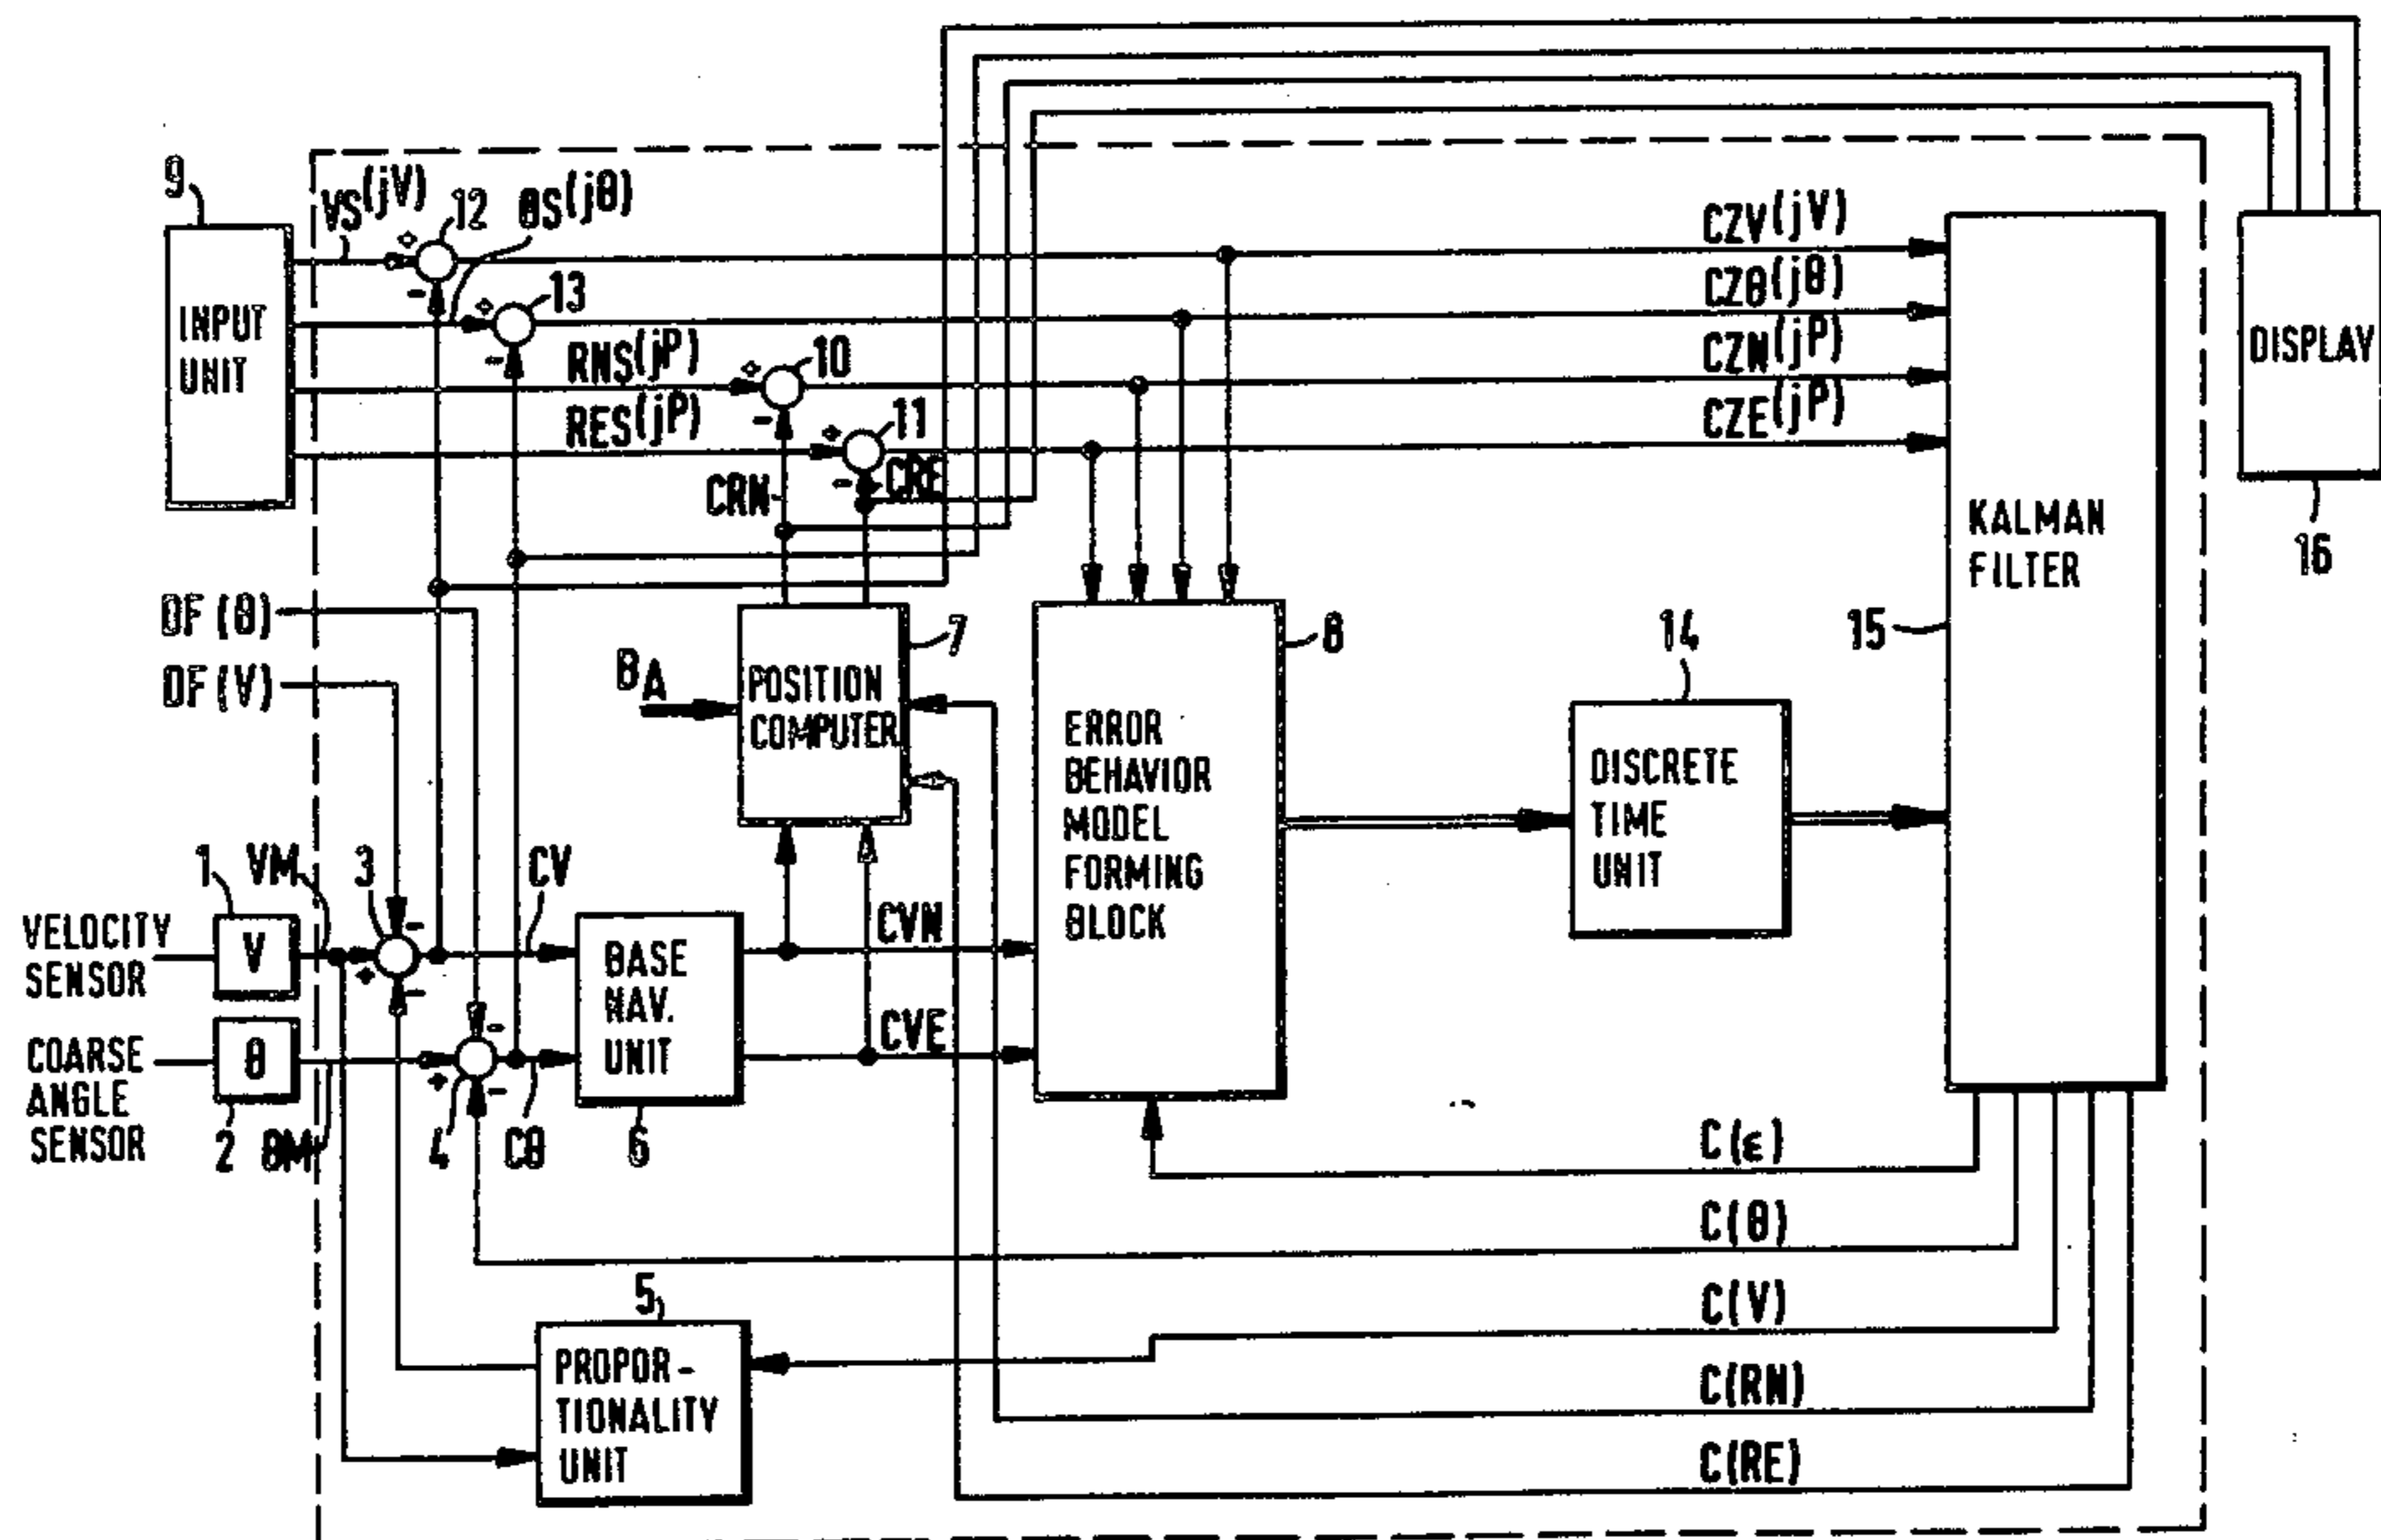 9
VS(jV)
12
θS(jθ)
CZV(jV)
13
CZθ(jθ)
INPUT
UNIT
DISPLAY
RNS(jP)
10
CZN(jP)
RES(jP)
11
CZE(jP)
CRN
CRE
KALMAN
FILTER
16
DF(θ)
7
8
14
15
DF(V)
BA
POSITION
COMPUTER
ERROR
BEHAVIOR
MODEL
FORMING
BLOCK
DISCRETE
TIME
UNIT
1
VM
3
CV
VELOCITY
SENSOR
V
BASE
NAV.
UNIT
CVN
COARSE
ANGLE
SENSOR
θ
CVE
2
θM
4
Cθ
6
C(ε)
C(θ)
5
C(V)
PROPOR-
TIONALITY
UNIT
C(RN)
C(RE)
+
-
+
-
+
-
+
-
-
+
-
-
+
-